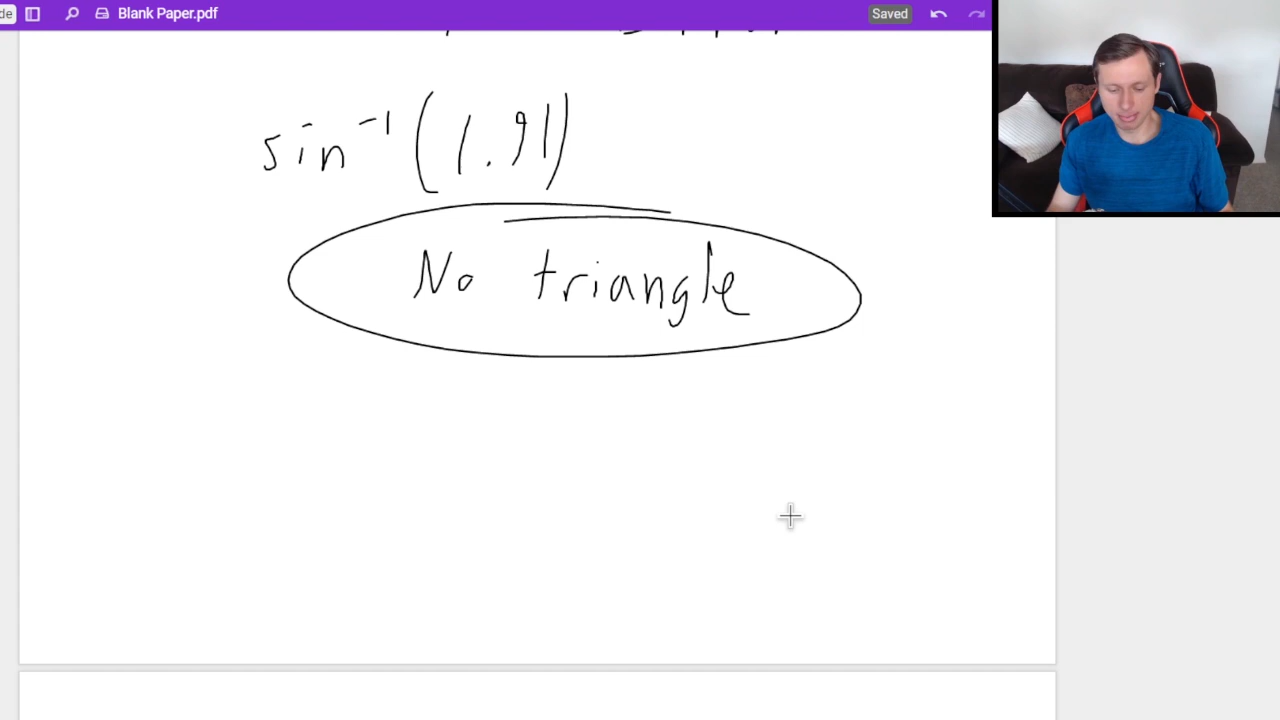 Blank Paper.pdf
Saved
sin⁻¹(1.91)
No triangle